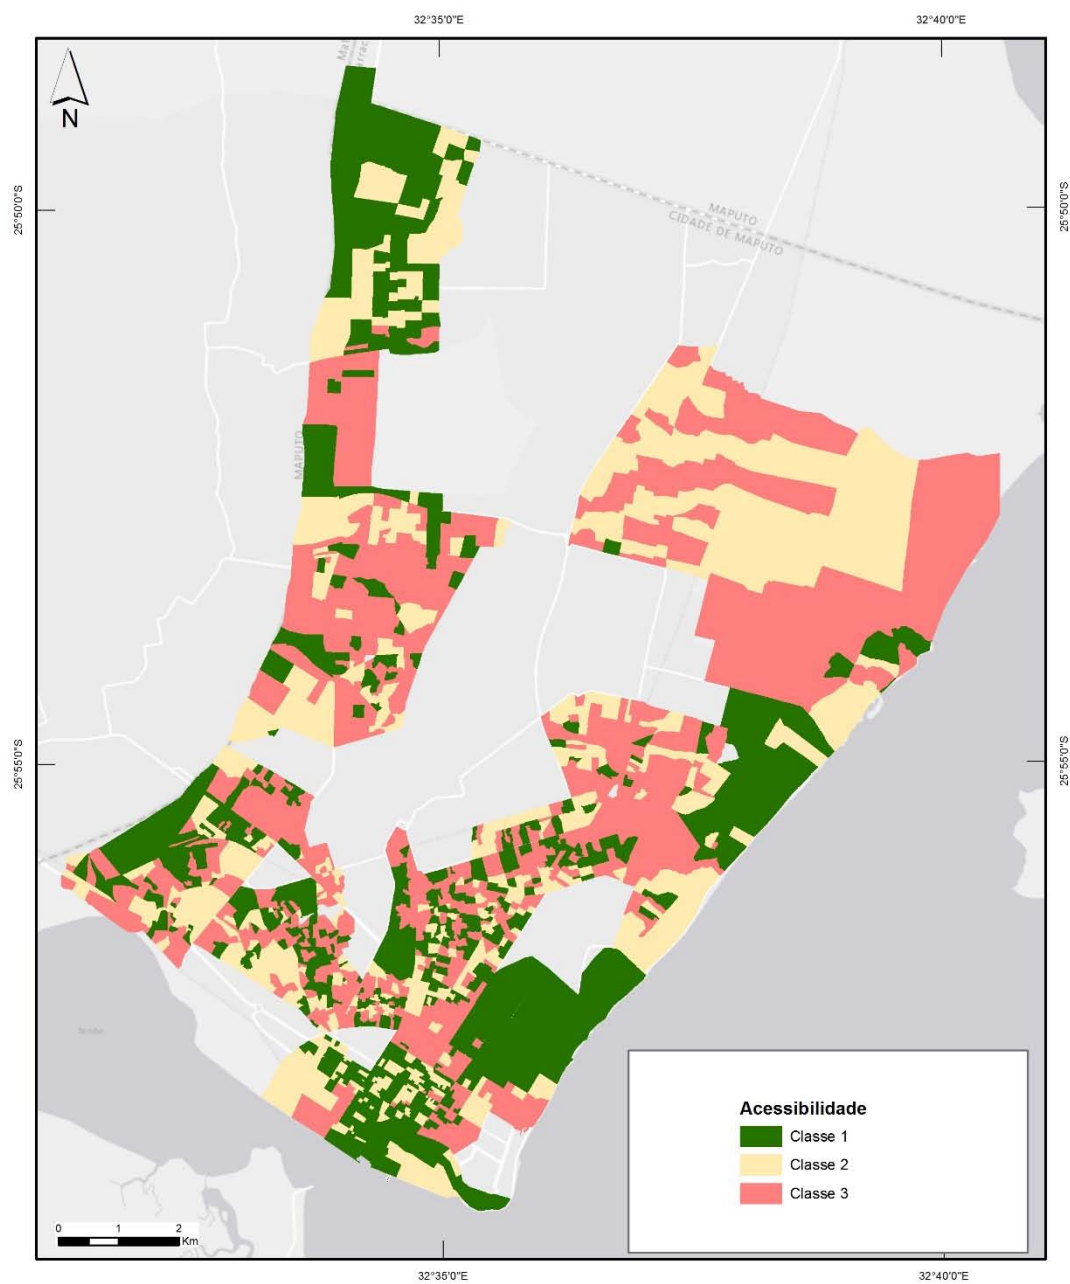 32°35'0"E
32°40'0"E
N
25°50'0"S
25°50'0"S
MAPUTO
CIDADE DE MAPUTO
MAPUTO
25°55'0"S
25°55'0"S
Acessibilidade
Classe 1
Classe 2
Classe 3
0 1 2
Km
32°35'0"E
32°40'0"E